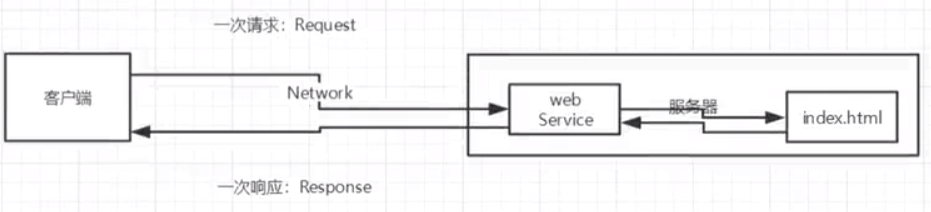 一次请求：Request
客户端
Network
web
Service
服务器
index.html
一次响应：Response